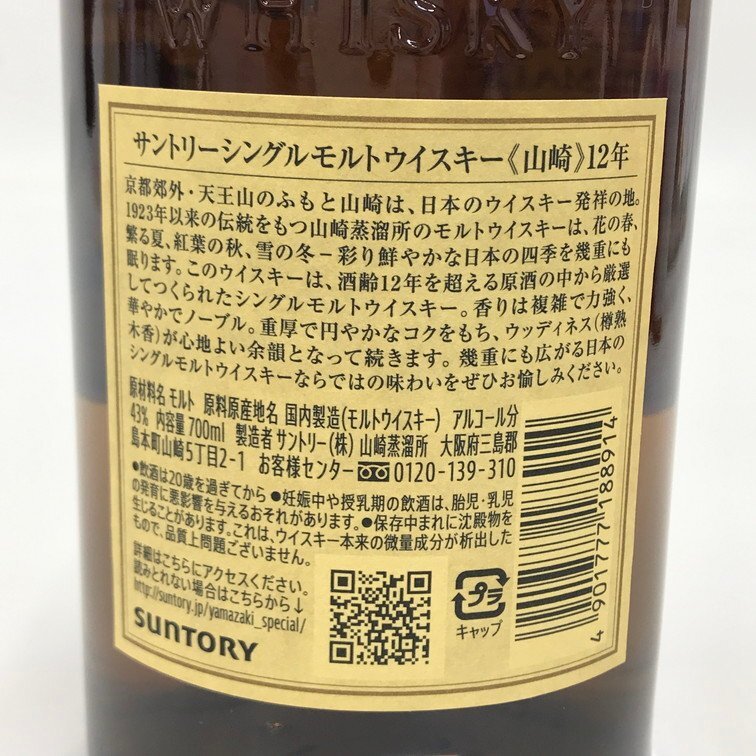 WHISKY
サントリーシングルモルトウイスキー《山崎》12年
京都郊外・天王山のふもと山崎は、日本のウイスキー発祥の地。
1923年以来の伝統をもつ山崎蒸溜所のモルトウイスキーは、花の春、
繁る夏、紅葉の秋、雪の冬−彩り鮮やかな日本の四季を幾重にも
眠ります。このウイスキーは、酒齢12年を超える原酒の中から厳選
してつくられたシングルモルトウイスキー。香りは複雑で力強く、
華やかでノーブル。重厚で円やかなコクをもち、ウッディネス(樽熟
木香)が心地よい余韻となって続きます。幾重にも広がる日本の
シングルモルトウイスキーならではの味わいをぜひお愉しみください。
原材料名 モルト 原料原産地名 国内製造(モルトウイスキー) アルコール分
43% 内容量 700ml 製造者 サントリー(株) 山崎蒸溜所 大阪府三島郡
島本町山崎5丁目2-1 お客様センター 0120-139-310
●飲酒は20歳を過ぎてから ●妊娠中や授乳期の飲酒は、胎児・乳児
の発育に悪影響を与えるおそれがあります。●保存中まれに沈殿物を
生じることがあります。これは、ウイスキー本来の微量成分が析出した
もので、品質上問題ございません。
詳細はこちらにアクセスください。
読みとれない場合はこちらから↓
http://suntory.jp/yamazaki_special/
SUNTORY
プラ
キャップ
4 901777 188914